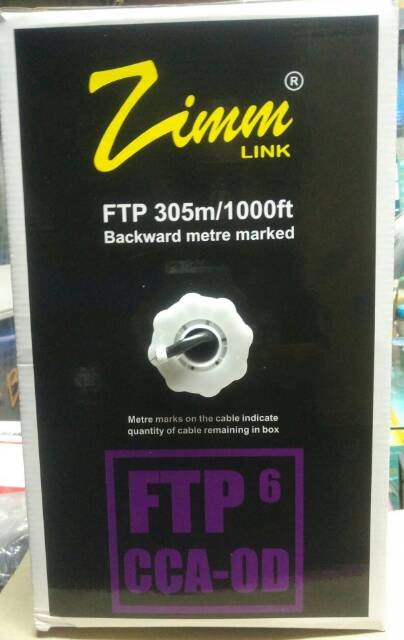 Zimm®
LINK
FTP 305m/1000ft
Backward metre marked
Metre marks on the cable indicate
quantity of cable remaining in box
FTP 6
CCA-OD